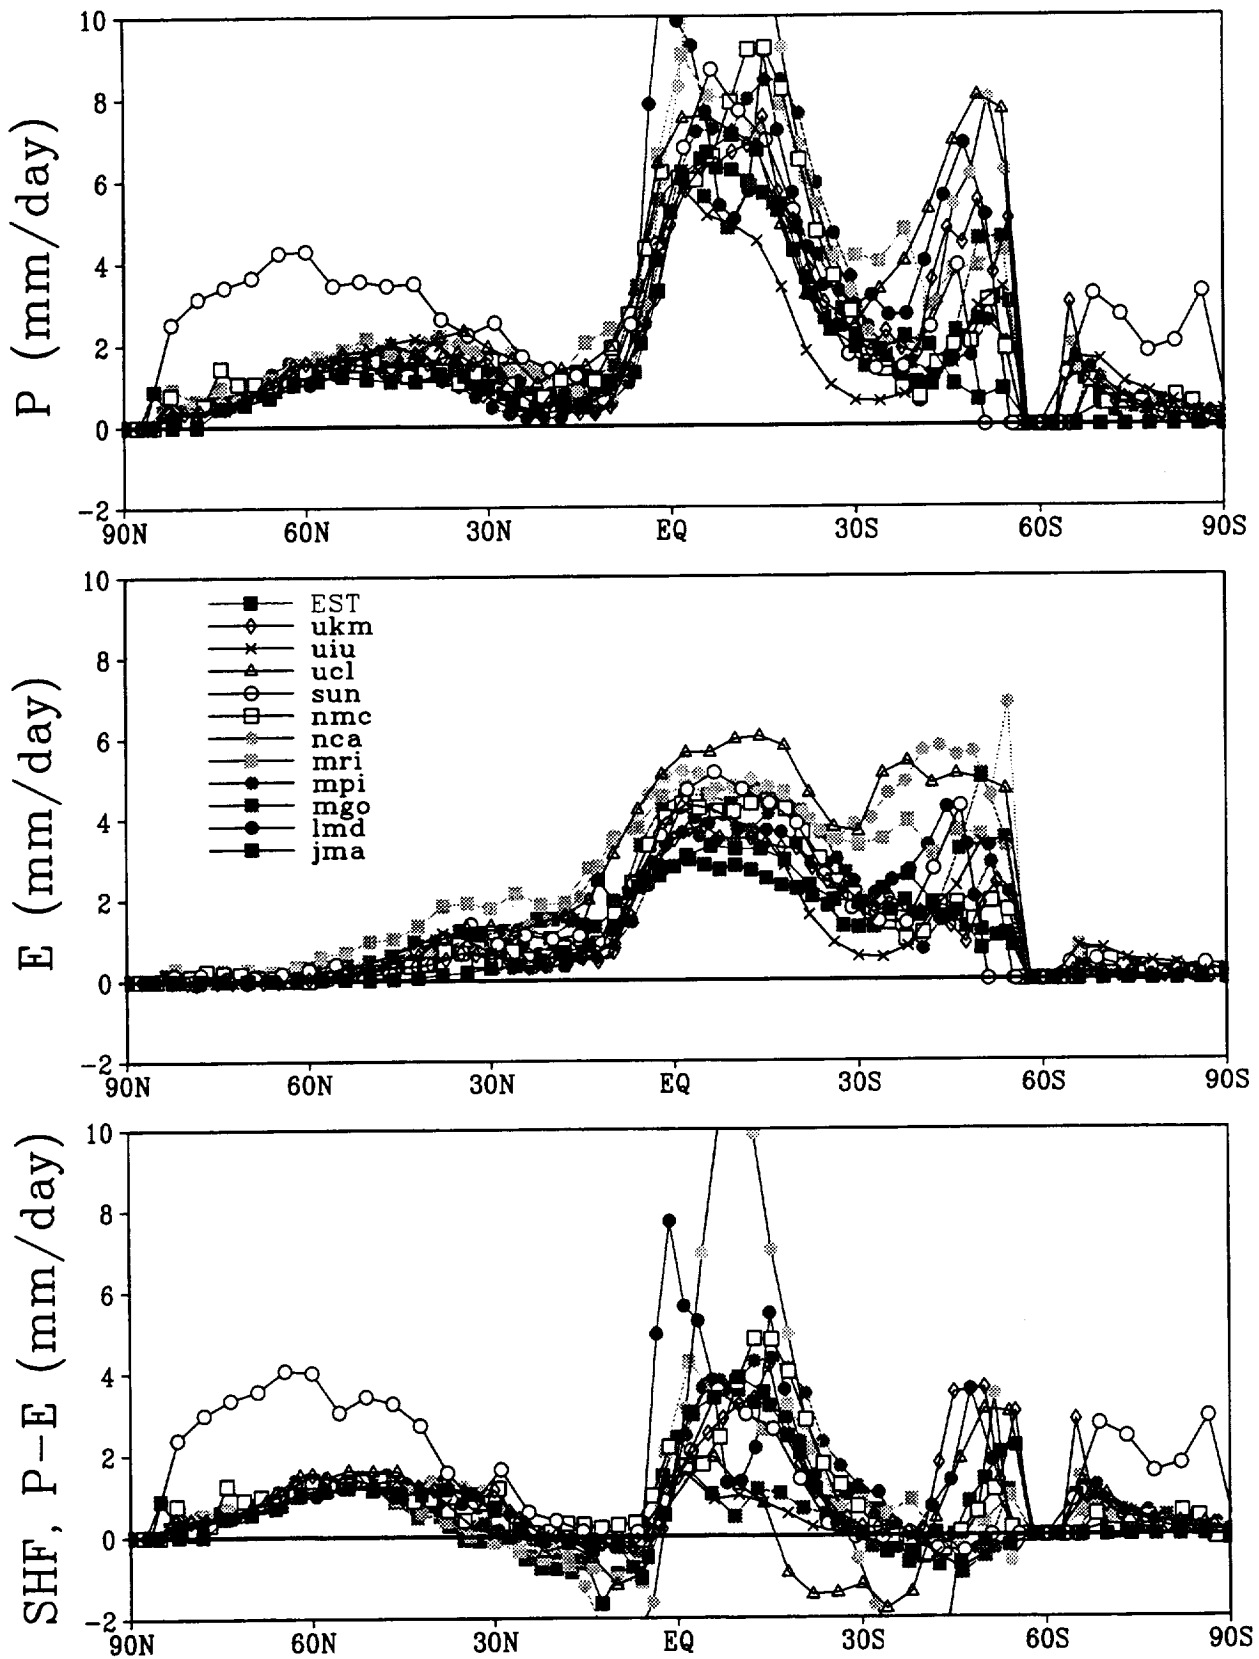 P (mm/day)
10
8
6
4
2
0
-2
90N 60N 30N EQ 30S 60S 90S
E (mm/day)
10
8
6
4
2
0
-2
EST
ukm
uiu
ucl
sun
nmc
nca
mri
mpi
mgo
lmd
jma
90N 60N 30N EQ 30S 60S 90S
SHF, P-E (mm/day)
10
8
6
4
2
0
-2
90N 60N 30N EQ 30S 60S 90S